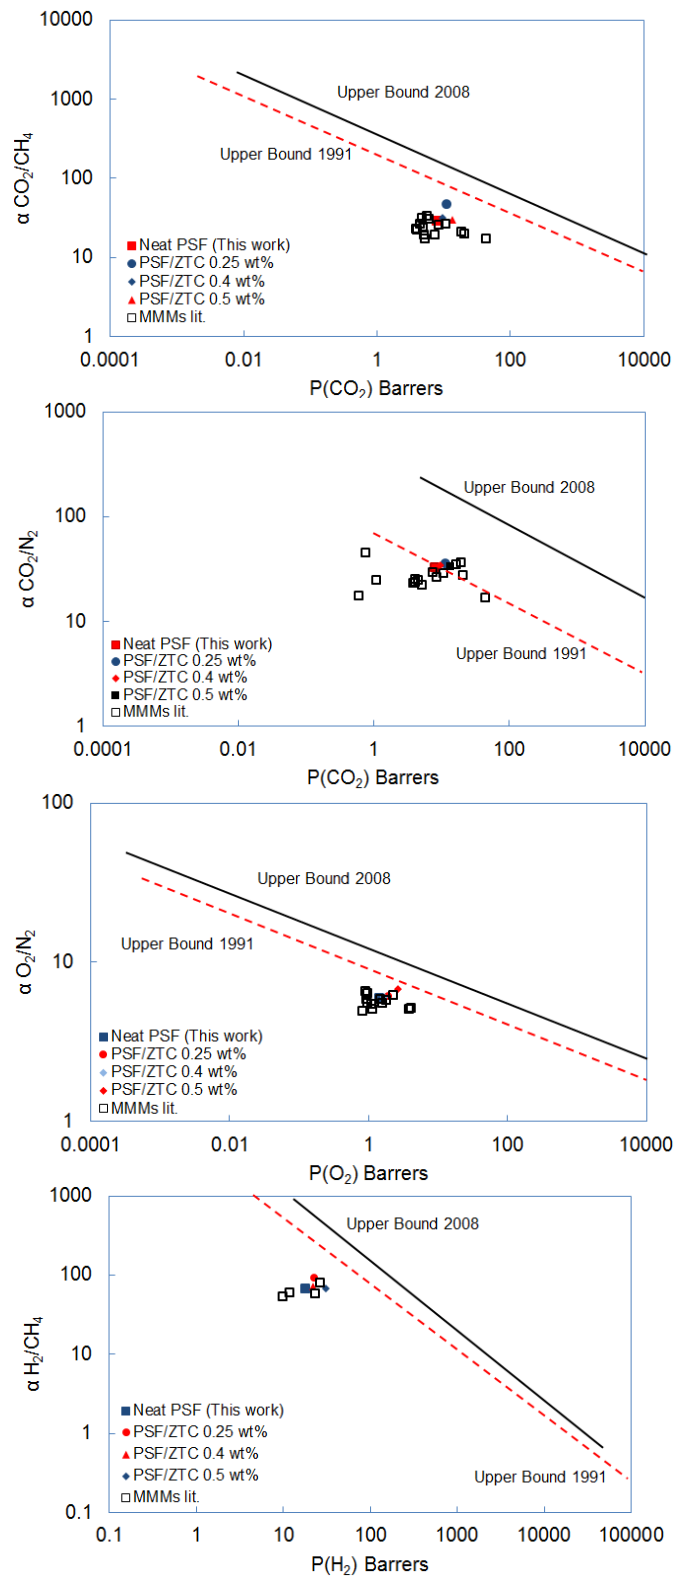 10000
1000
100
10
1
α CO₂/CH₄
Upper Bound 2008
Upper Bound 1991
Neat PSF (This work)
PSF/ZTC 0.25 wt%
PSF/ZTC 0.4 wt%
PSF/ZTC 0.5 wt%
MMMs lit.
0.0001 0.01 1 100 10000
P(CO₂) Barrers
1000
100
10
1
α CO₂/N₂
Upper Bound 2008
Upper Bound 1991
Neat PSF (This work)
PSF/ZTC 0.25 wt%
PSF/ZTC 0.4 wt%
PSF/ZTC 0.5 wt%
MMMs lit.
0.0001 0.01 1 100 10000
P(CO₂) Barrers
100
10
1
α O₂/N₂
Upper Bound 2008
Upper Bound 1991
Neat PSF (This work)
PSF/ZTC 0.25 wt%
PSF/ZTC 0.4 wt%
PSF/ZTC 0.5 wt%
MMMs lit.
0.0001 0.01 1 100 10000
P(O₂) Barrers
1000
100
10
1
0.1
α H₂/CH₄
Upper Bound 2008
Upper Bound 1991
Neat PSF (This work)
PSF/ZTC 0.25 wt%
PSF/ZTC 0.4 wt%
PSF/ZTC 0.5 wt%
MMMs lit.
0.1 1 10 100 1000 10000 100000
P(H₂) Barrers